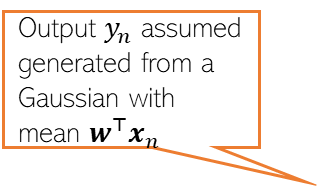 Output yₙ assumed
generated from a
Gaussian with
mean w⊤xₙ